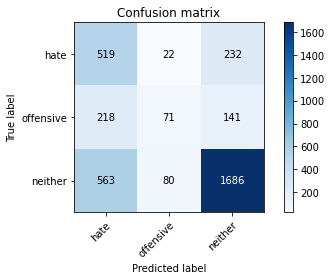 Confusion matrix
True label
hate 519 22 232
offensive 218 71 141
neither 563 80 1686
hate offensive neither
Predicted label
1600
1400
1200
1000
800
600
400
200